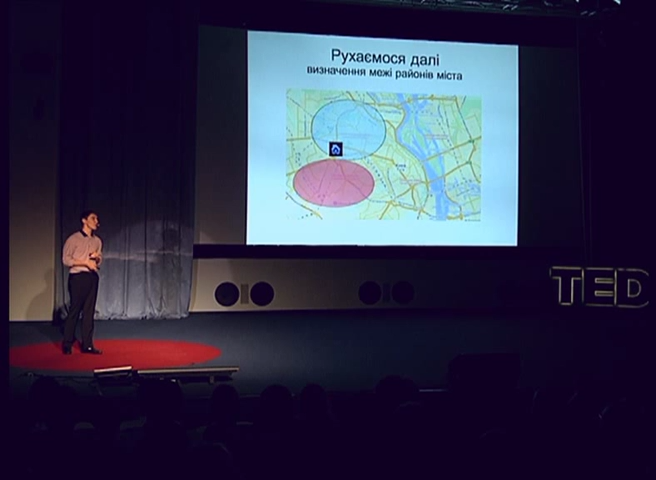 Рухаємося далі
визначення межі районів міста
TED